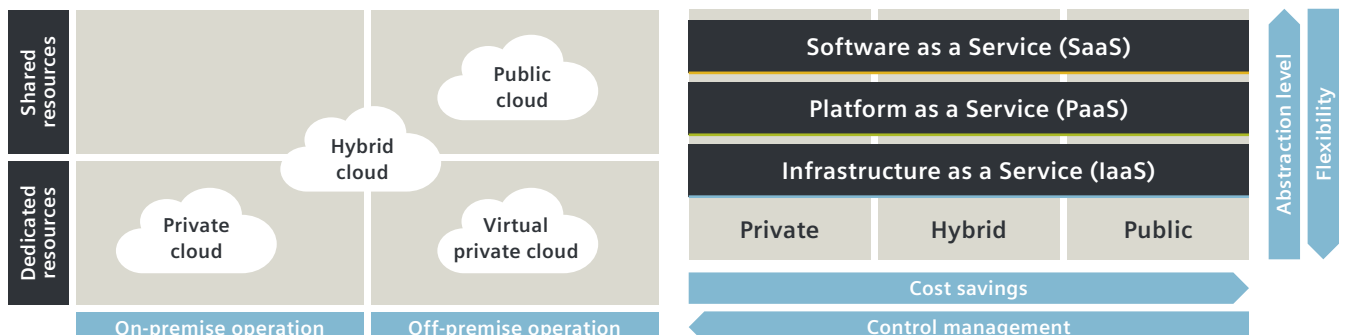 Shared
resources
Public
cloud
Hybrid
cloud
Dedicated
resources
Private
cloud
Virtual
private cloud
On-premise operation
Off-premise operation
Software as a Service (SaaS)
Platform as a Service (PaaS)
Infrastructure as a Service (IaaS)
Private
Hybrid
Public
Cost savings
Control management
Abstraction level
Flexibility